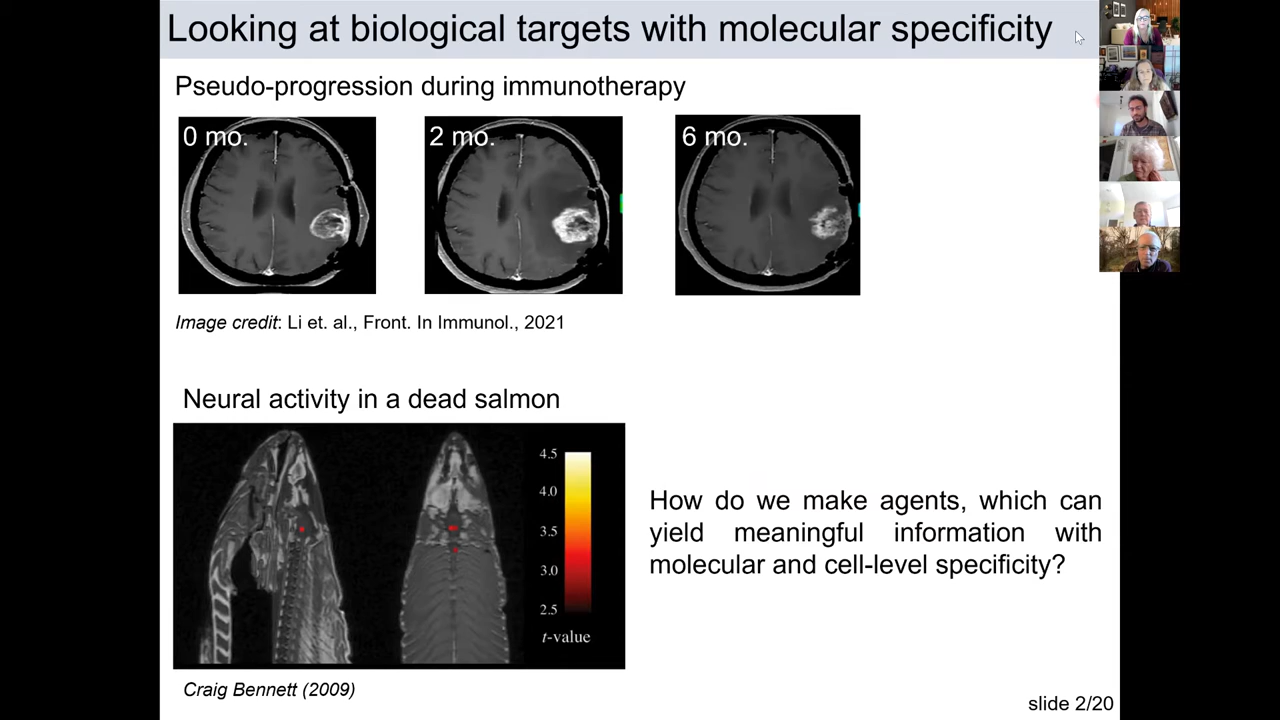 Looking at biological targets with molecular specificity
Pseudo-progression during immunotherapy
0 mo.
2 mo.
6 mo.
Image credit: Li et. al., Front. In Immunol., 2021
Neural activity in a dead salmon
4.5
4.0
3.5
3.0
2.5
t-value
How do we make agents, which can
yield meaningful information with
molecular and cell-level specificity?
Craig Bennett (2009)
slide 2/20